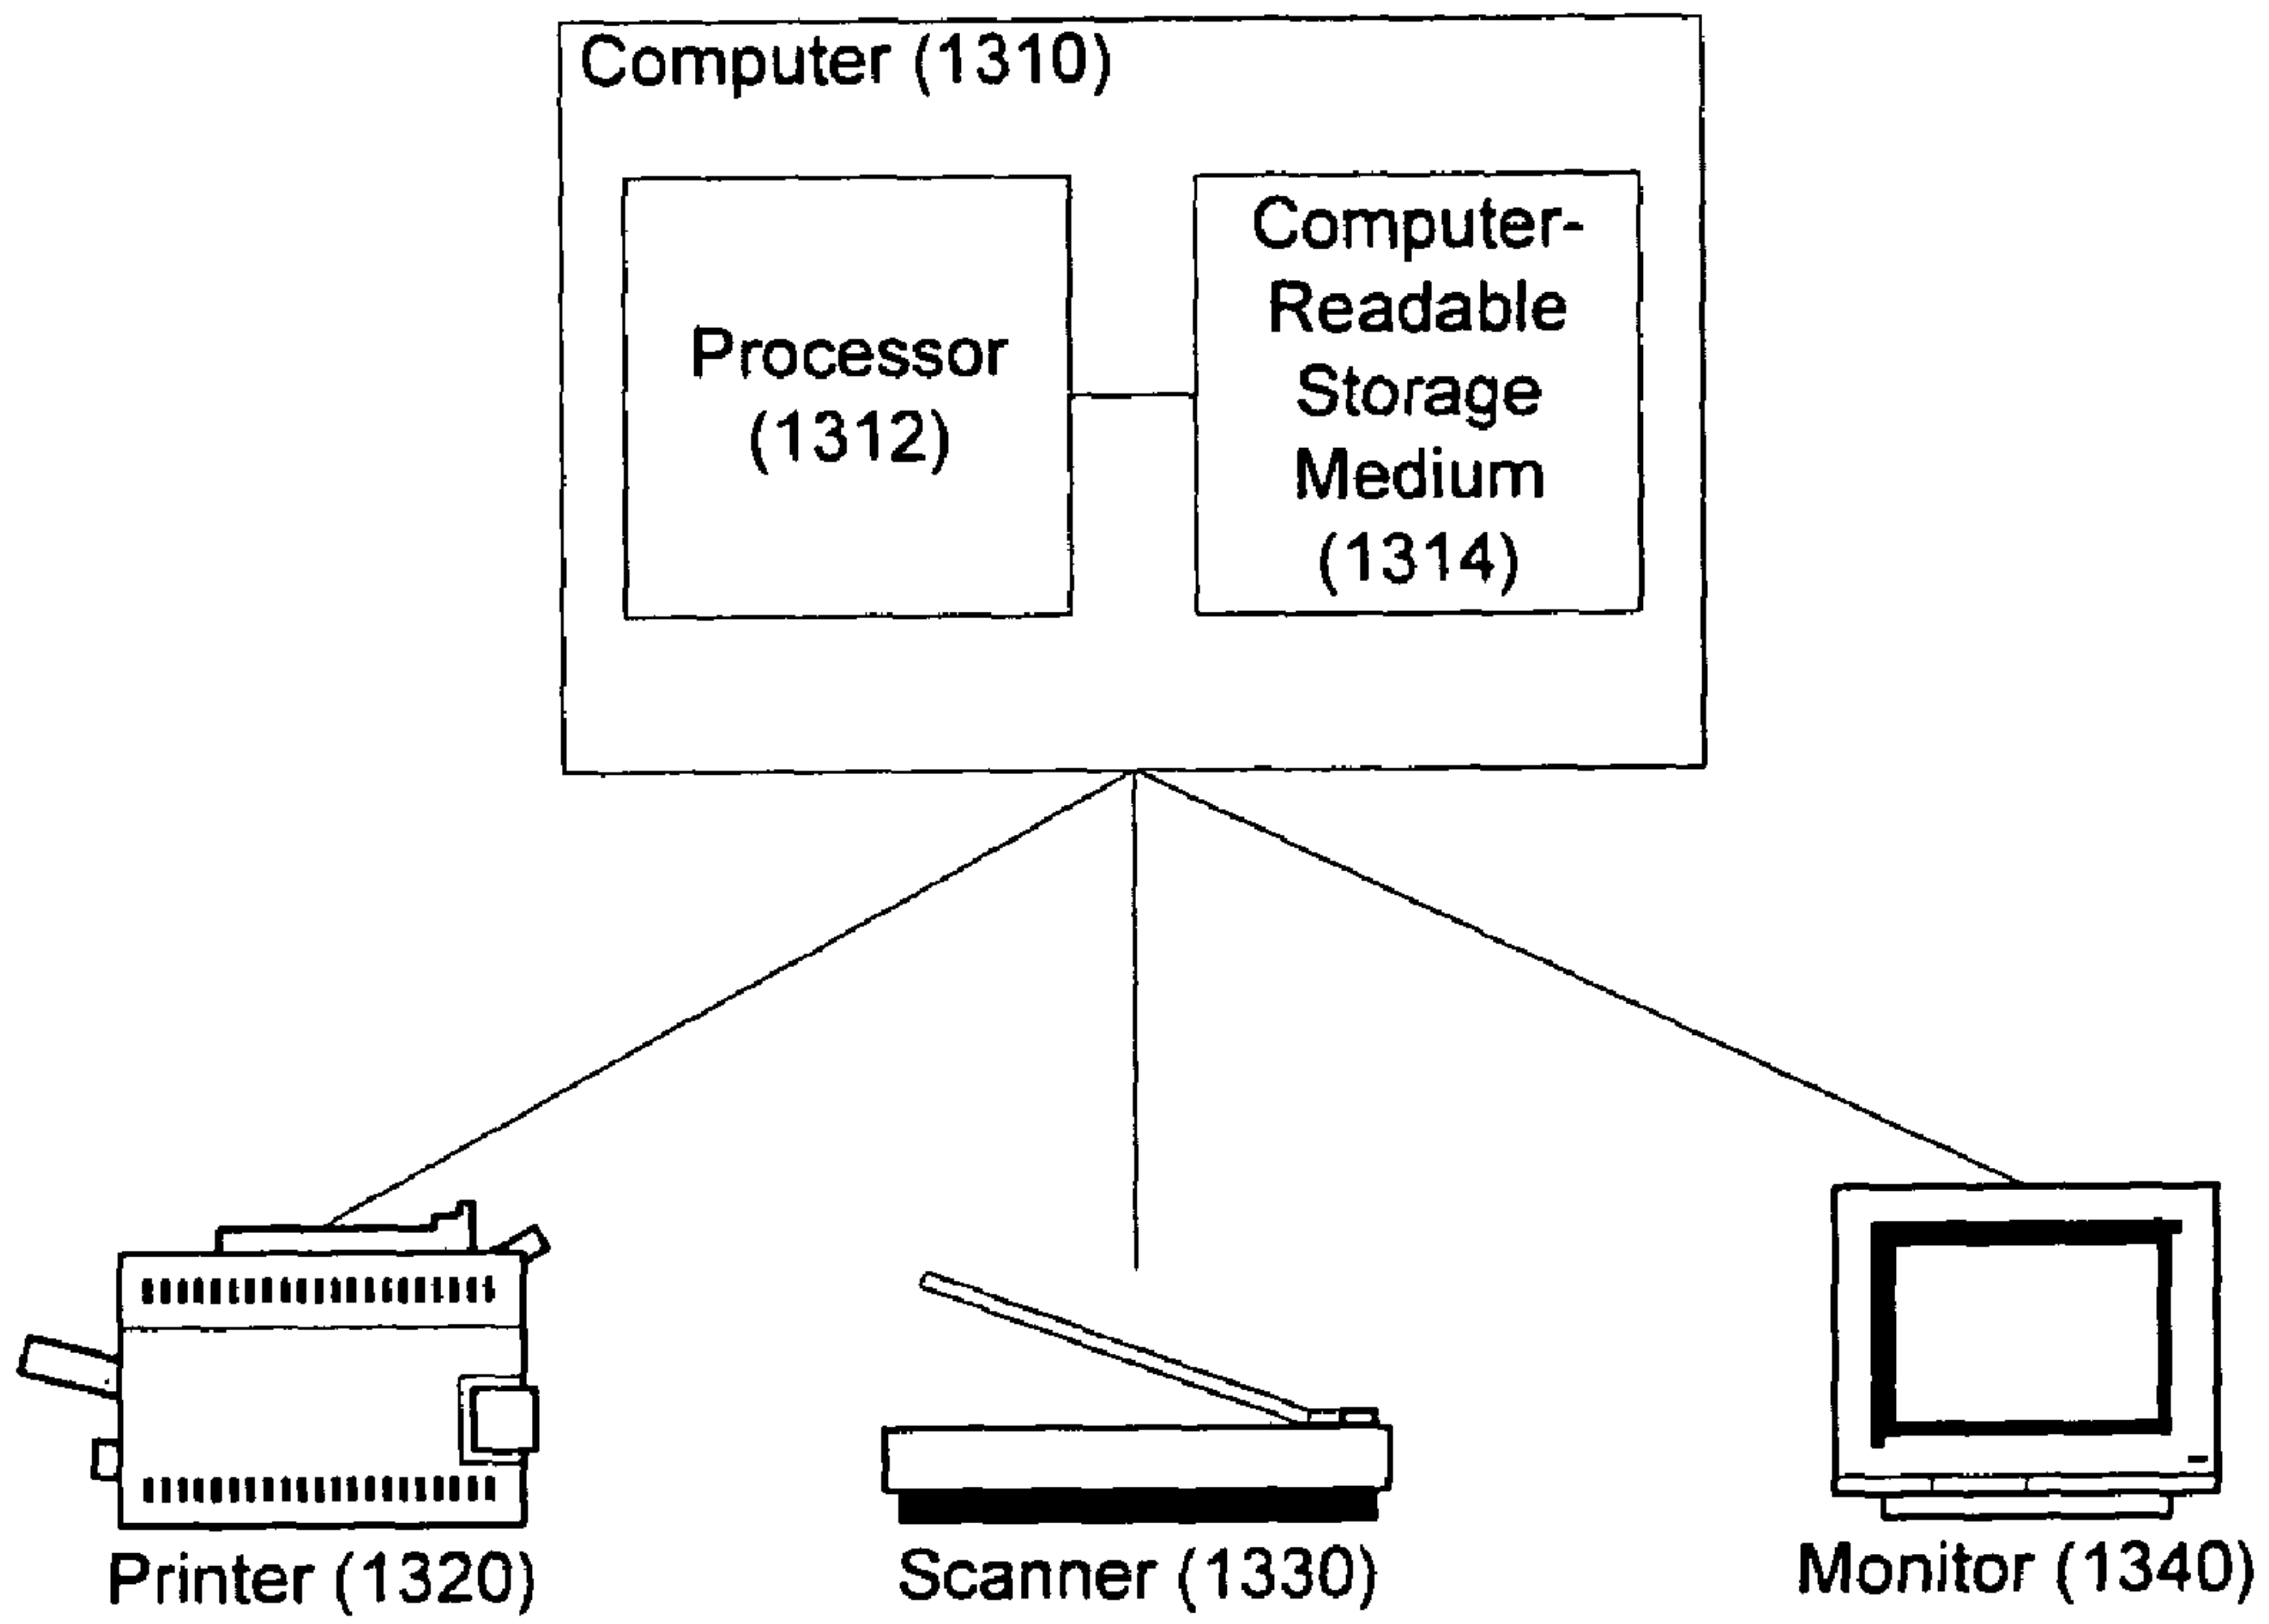 Computer (1310)
Processor
(1312)
Computer-
Readable
Storage
Medium
(1314)
Printer (1320)
Scanner (1330)
Monitor (1340)